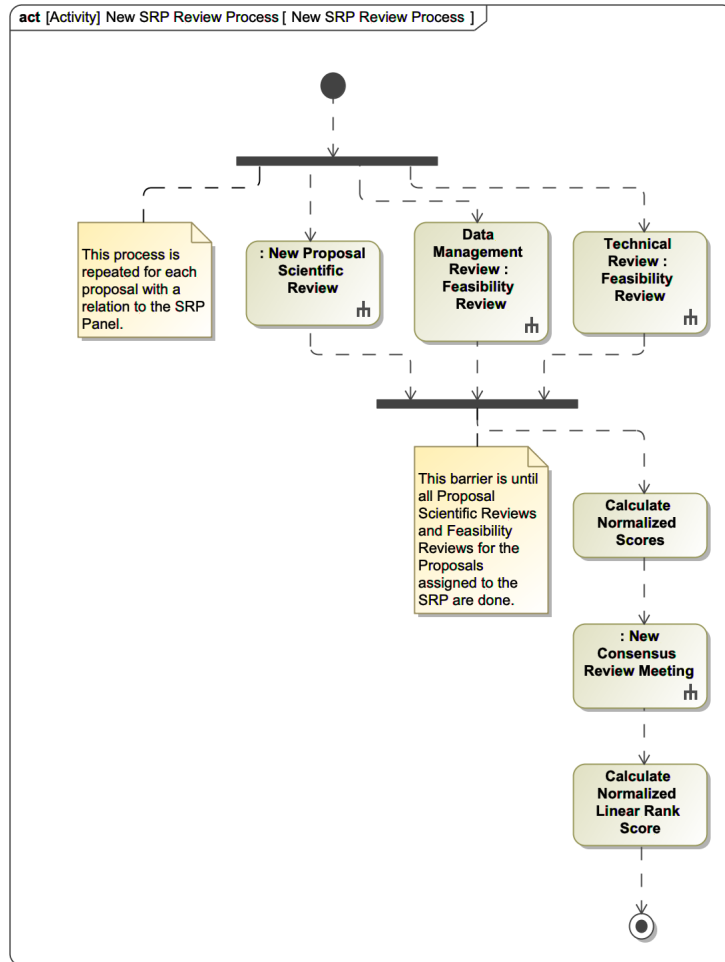 act [Activity] New SRP Review Process [ New SRP Review Process ]
This process is
repeated for each
proposal with a
relation to the SRP
Panel.
: New Proposal
Scientific
Review
Data
Management
Review :
Feasibility
Review
Technical
Review :
Feasibility
Review
This barrier is until
all Proposal
Scientific Reviews
and Feasibility
Reviews for the
Proposals
assigned to the
SRP are done.
Calculate
Normalized
Scores
: New
Consensus
Review Meeting
Calculate
Normalized
Linear Rank
Score